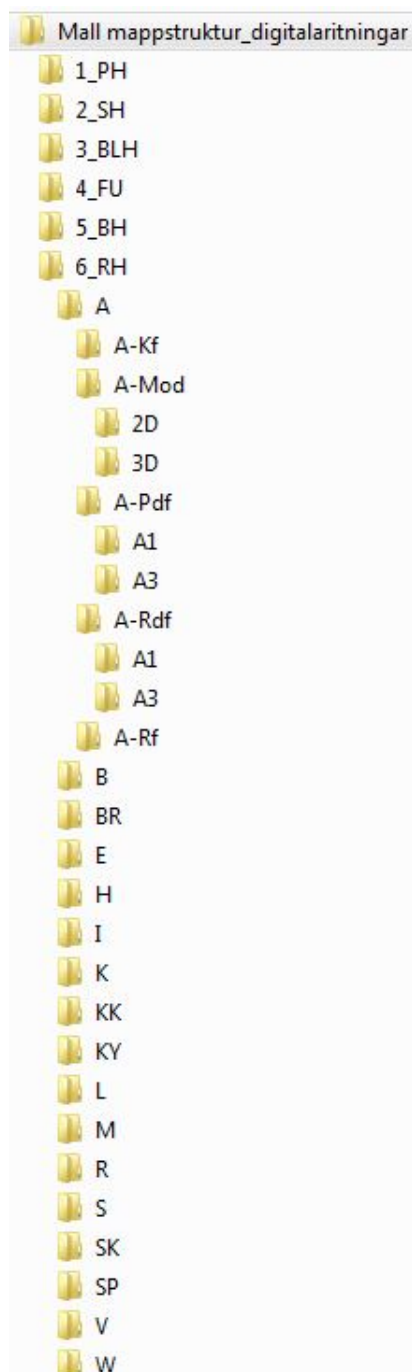 Mall mappstruktur_digitalaritningar
1_PH
2_SH
3_BLH
4_FU
5_BH
6_RH
A
A-Kf
A-Mod
2D
3D
A-Pdf
A1
A3
A-Rdf
A1
A3
A-Rf
B
BR
E
H
I
K
KK
KY
L
M
R
S
SK
SP
V
W